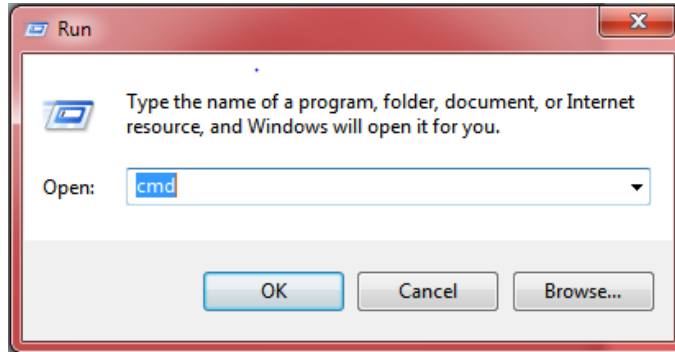 Run
Type the name of a program, folder, document, or Internet
resource, and Windows will open it for you.
Open: cmd
OK Cancel Browse...